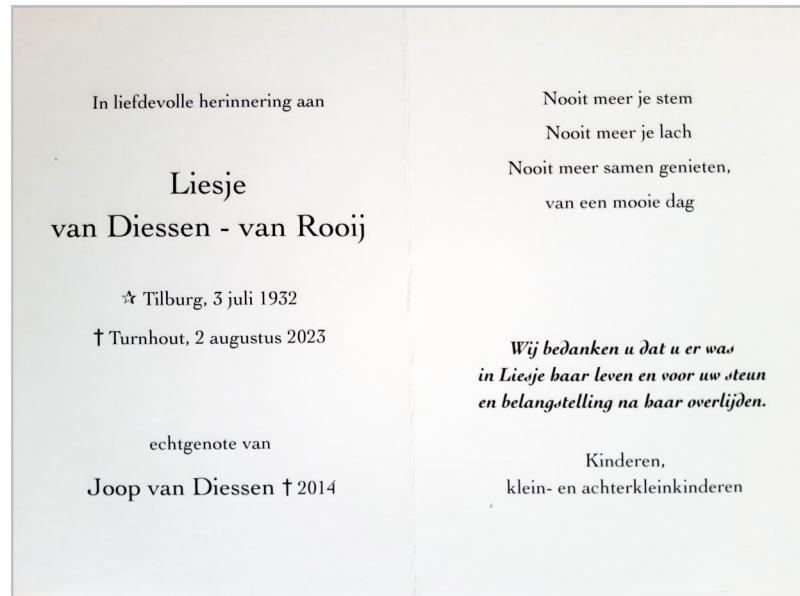 In liefdevolle herinnering aan
Liesje
van Diessen - van Rooij
☆ Tilburg, 3 juli 1932
† Turnhout, 2 augustus 2023
echtgenote van
Joop van Diessen † 2014
Nooit meer je stem
Nooit meer je lach
Nooit meer samen genieten,
van een mooie dag
Wij bedanken u dat u er was
in Liesje haar leven en voor uw steun
en belangstelling na haar overlijden.
Kinderen,
klein- en achterkleinkinderen